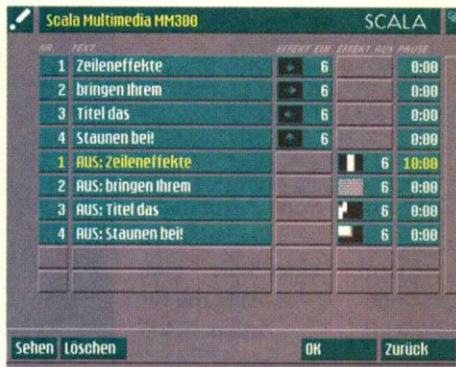 Scala Multimedia MM300 SCALA
NR. TEXT EFFEKT EIN EFFEKT AUS PAUSE
1 Zeileneffekte 6 0:00
2 bringen Ihrem 6 0:00
3 Titel das 6 0:00
4 Staunen bei! 6 0:00
1 AUS: Zeileneffekte 6 10:00
2 AUS: bringen Ihrem 6 0:00
3 AUS: Titel das 6 0:00
4 AUS: Staunen bei! 6 0:00
Sehen Löschen OK Zurück